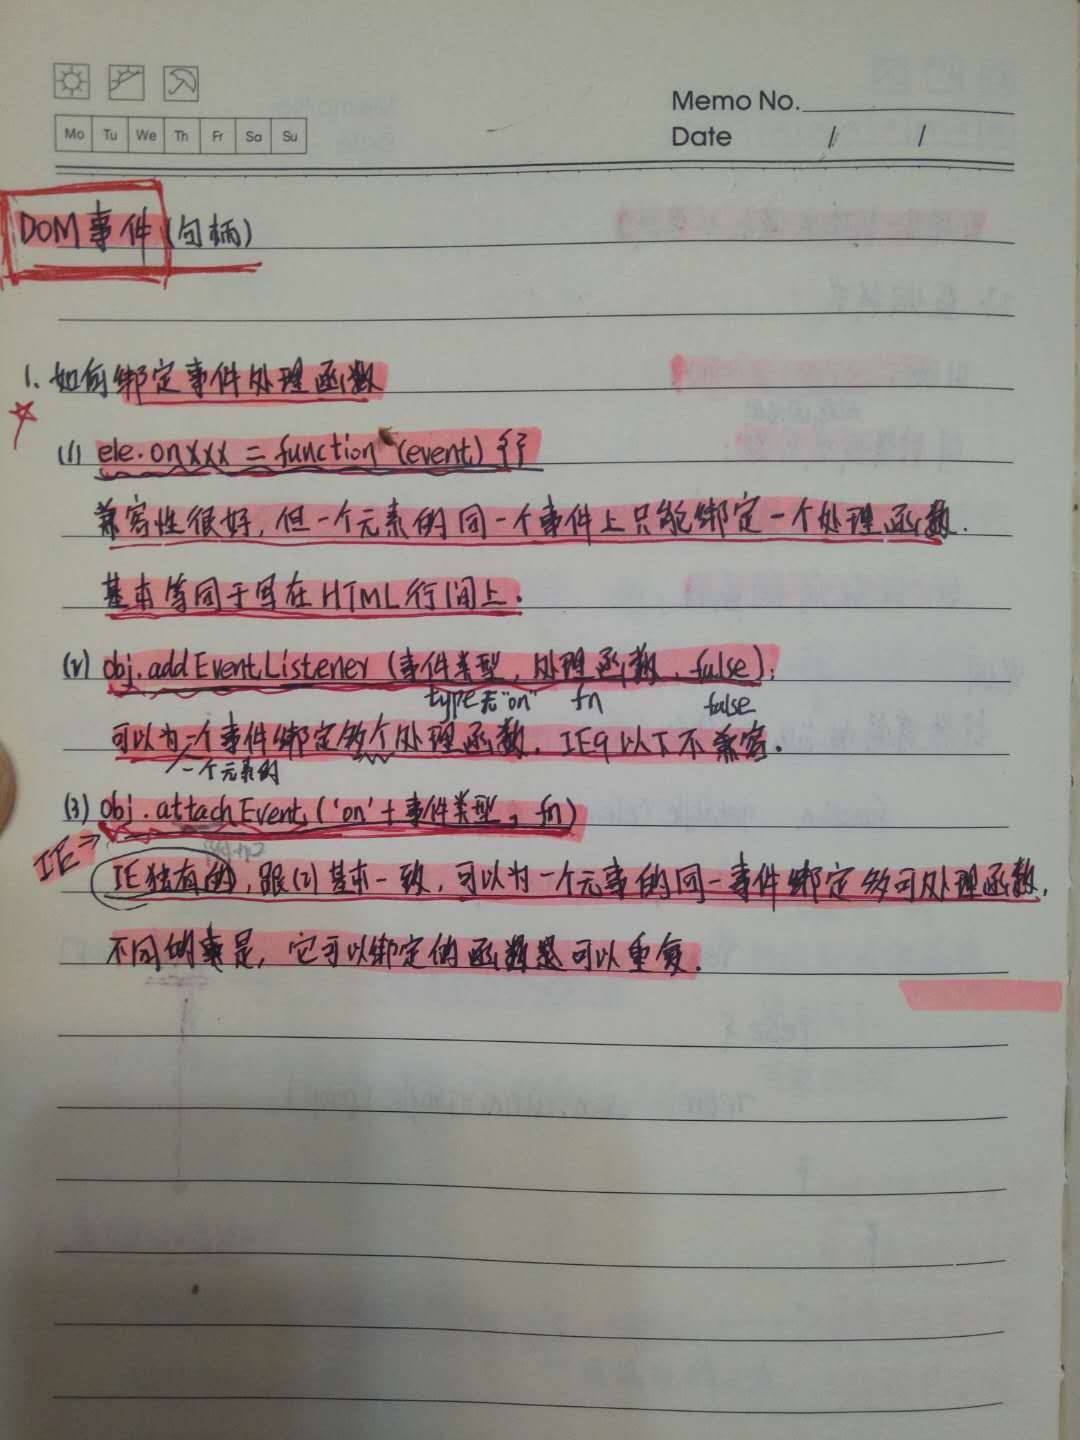 Memo No.
Mo Tu We Th Fr Sa Su
Date / /
DOM事件(句柄)
1. 如何绑定事件处理函数
(1) ele.onxxx = function (event) {}
兼容性很好, 但一个元素的同一个事件上只能绑定一个处理函数.
基本等同于写在HTML行间上.
(2) obj.addEventListener (事件类型, 处理函数, false);
type无"on" fn false
可以为一个事件绑定多个处理函数. IE9以下不兼容.
一个元素的
(3) obj.attachEvent ('on' + 事件类型, fn)
IE→
IE独有的, 跟(2)基本一致, 可以为一个元素的同一事件绑定多可处理函数.
不同的是, 它可以绑定的函数是可以重复.